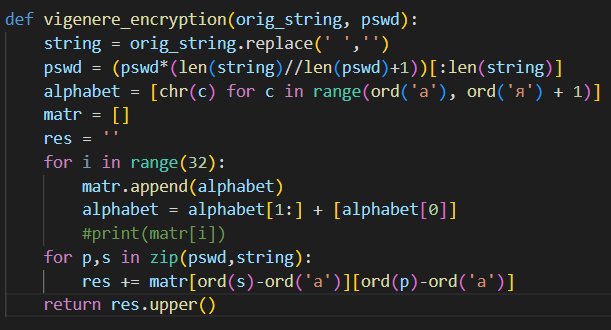 def vigenere_encryption(orig_string, pswd):
    string = orig_string.replace(' ','')
    pswd = (pswd*(len(string)//len(pswd)+1))[:len(string)]
    alphabet = [chr(c) for c in range(ord('а'), ord('я') + 1)]
    matr = []
    res = ''
    for i in range(32):
        matr.append(alphabet)
        alphabet = alphabet[1:] + [alphabet[0]]
        #print(matr[i])
    for p,s in zip(pswd,string):
        res += matr[ord(s)-ord('а')][ord(p)-ord('а')]
    return res.upper()